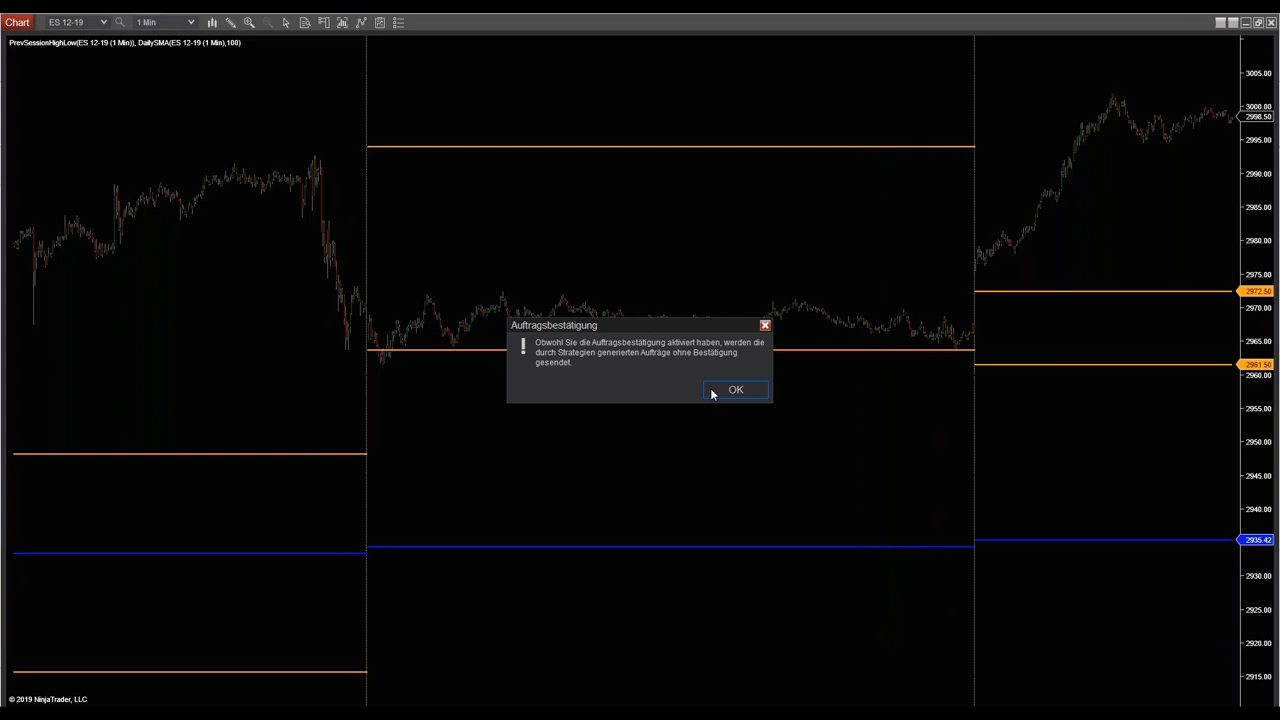 Chart
ES 12-19
1 Min
PrevSessionHighLow(ES 12-19 (1 Min)), DailySMA(ES 12-19 (1 Min),100)
3005.00
3000.00
2998.50
2995.00
2990.00
2985.00
2980.00
2975.00
2972.50
2970.00
2965.00
2961.50
2960.00
2955.00
2950.00
2945.00
2940.00
2935.42
2930.00
2925.00
2920.00
2915.00
Auftragsbestätigung
Obwohl Sie die Auftragsbestätigung aktiviert haben, werden die
durch Strategien generierten Aufträge ohne Bestätigung
gesendet.
OK
© 2019 NinjaTrader, LLC